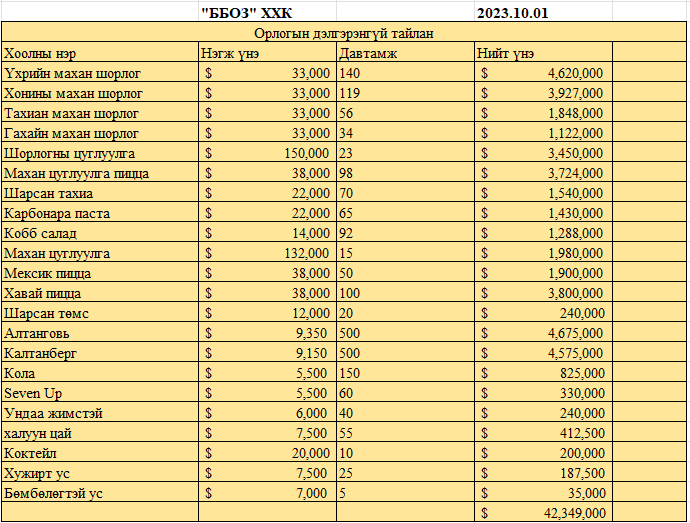 "ББОЗ" ХХК 2023.10.01
Орлогын дэлгэрэнгүй тайлан
Хоолны нэр Нэгж үнэ Давтамж Нийт үнэ
Үхрийн махан шорлог $ 33,000 140 $ 4,620,000
Хонины махан шорлог $ 33,000 119 $ 3,927,000
Тахиан махан шорлог $ 33,000 56 $ 1,848,000
Гахайн махан шорлог $ 33,000 34 $ 1,122,000
Шорлогны цуглуулга $ 150,000 23 $ 3,450,000
Махан цуглуулга пицца $ 38,000 98 $ 3,724,000
Шарсан тахиа $ 22,000 70 $ 1,540,000
Карбонара паста $ 22,000 65 $ 1,430,000
Кобб салад $ 14,000 92 $ 1,288,000
Махан цуглуулга $ 132,000 15 $ 1,980,000
Мексик пицца $ 38,000 50 $ 1,900,000
Хавай пицца $ 38,000 100 $ 3,800,000
Шарсан төмс $ 12,000 20 $ 240,000
Алтанговь $ 9,350 500 $ 4,675,000
Калтанберг $ 9,150 500 $ 4,575,000
Кола $ 5,500 150 $ 825,000
Seven Up $ 5,500 60 $ 330,000
Ундаа жимстэй $ 6,000 40 $ 240,000
халуун цай $ 7,500 55 $ 412,500
Коктейл $ 20,000 10 $ 200,000
Хужирт ус $ 7,500 25 $ 187,500
Бөмбөлөгтэй ус $ 7,000 5 $ 35,000
$ 42,349,000